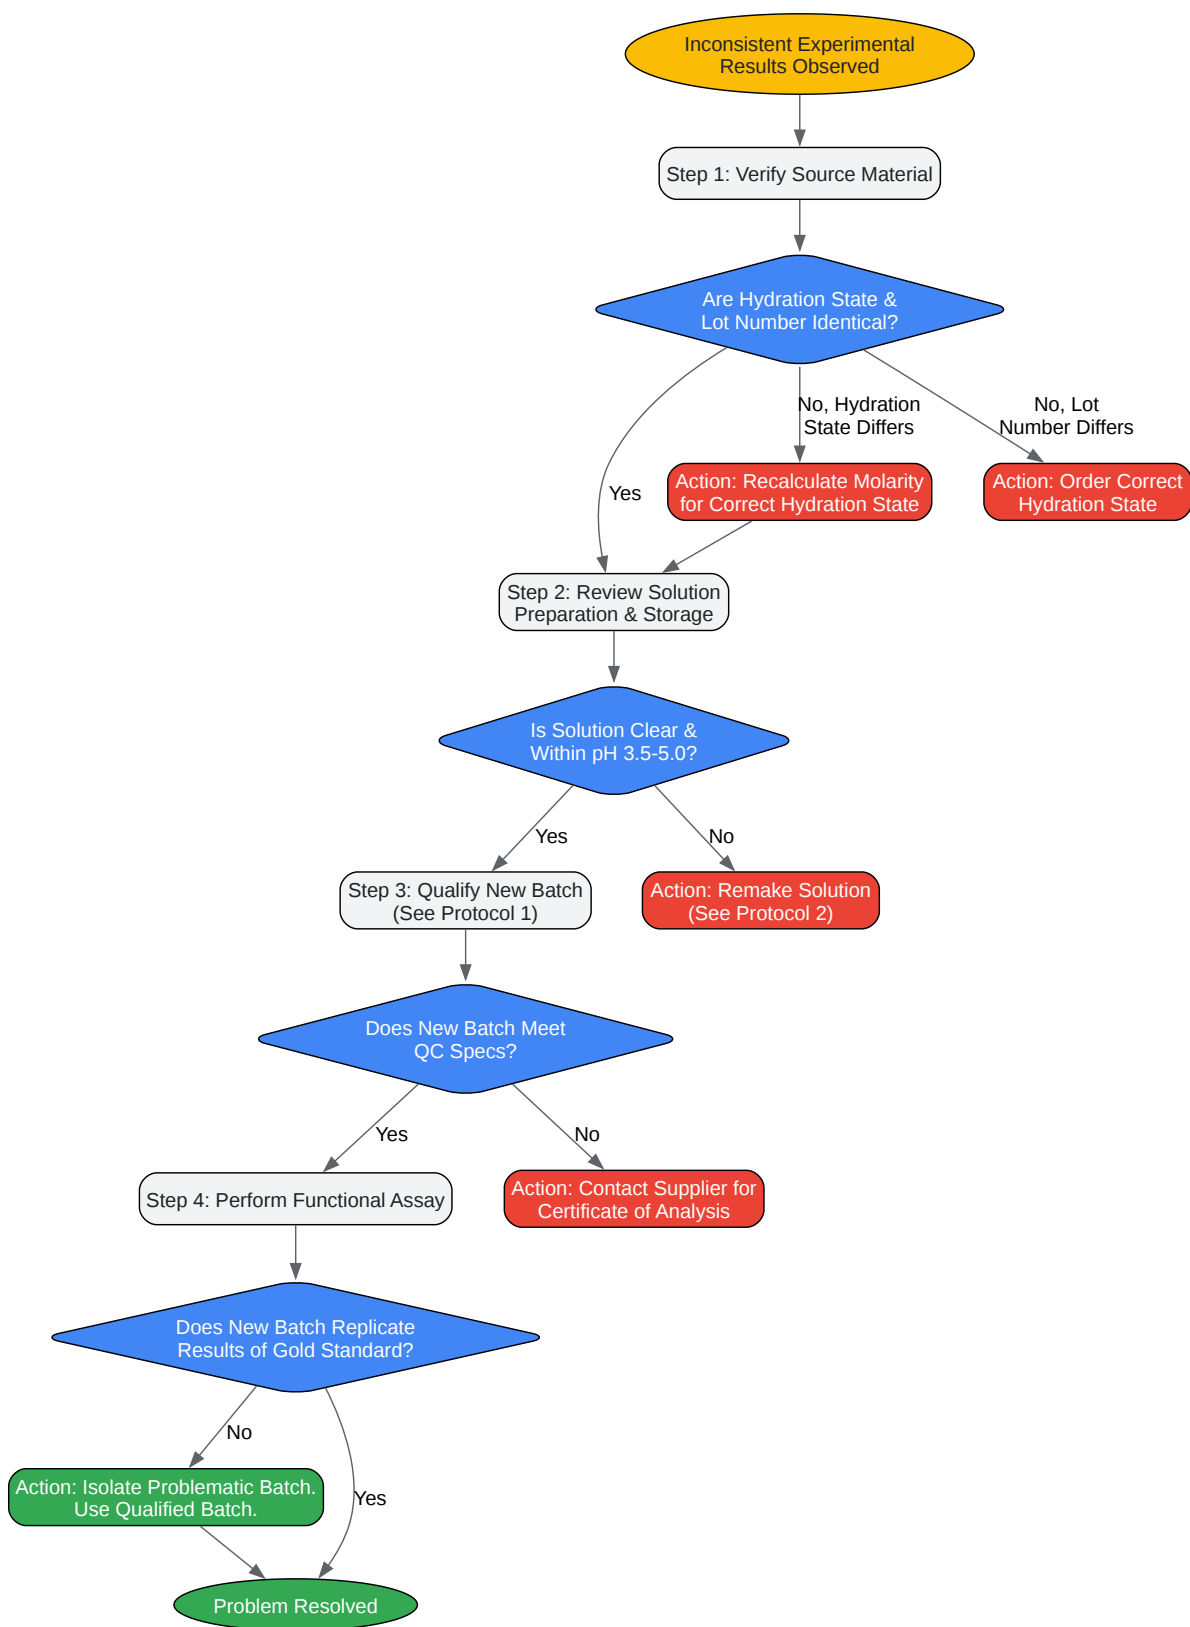 Inconsistent Experimental
Results Observed
Step 1: Verify Source Material
Are Hydration State &
Lot Number Identical?
No, Hydration
State Differs
No, Lot
Number Differs
Yes
Action: Recalculate Molarity
for Correct Hydration State
Action: Order Correct
Hydration State
Step 2: Review Solution
Preparation & Storage
Is Solution Clear &
Within pH 3.5-5.0?
Yes
No
Step 3: Qualify New Batch
(See Protocol 1)
Action: Remake Solution
(See Protocol 2)
Does New Batch Meet
QC Specs?
Yes
No
Step 4: Perform Functional Assay
Action: Contact Supplier for
Certificate of Analysis
Does New Batch Replicate
Results of Gold Standard?
No
Yes
Action: Isolate Problematic Batch.
Use Qualified Batch.
Problem Resolved